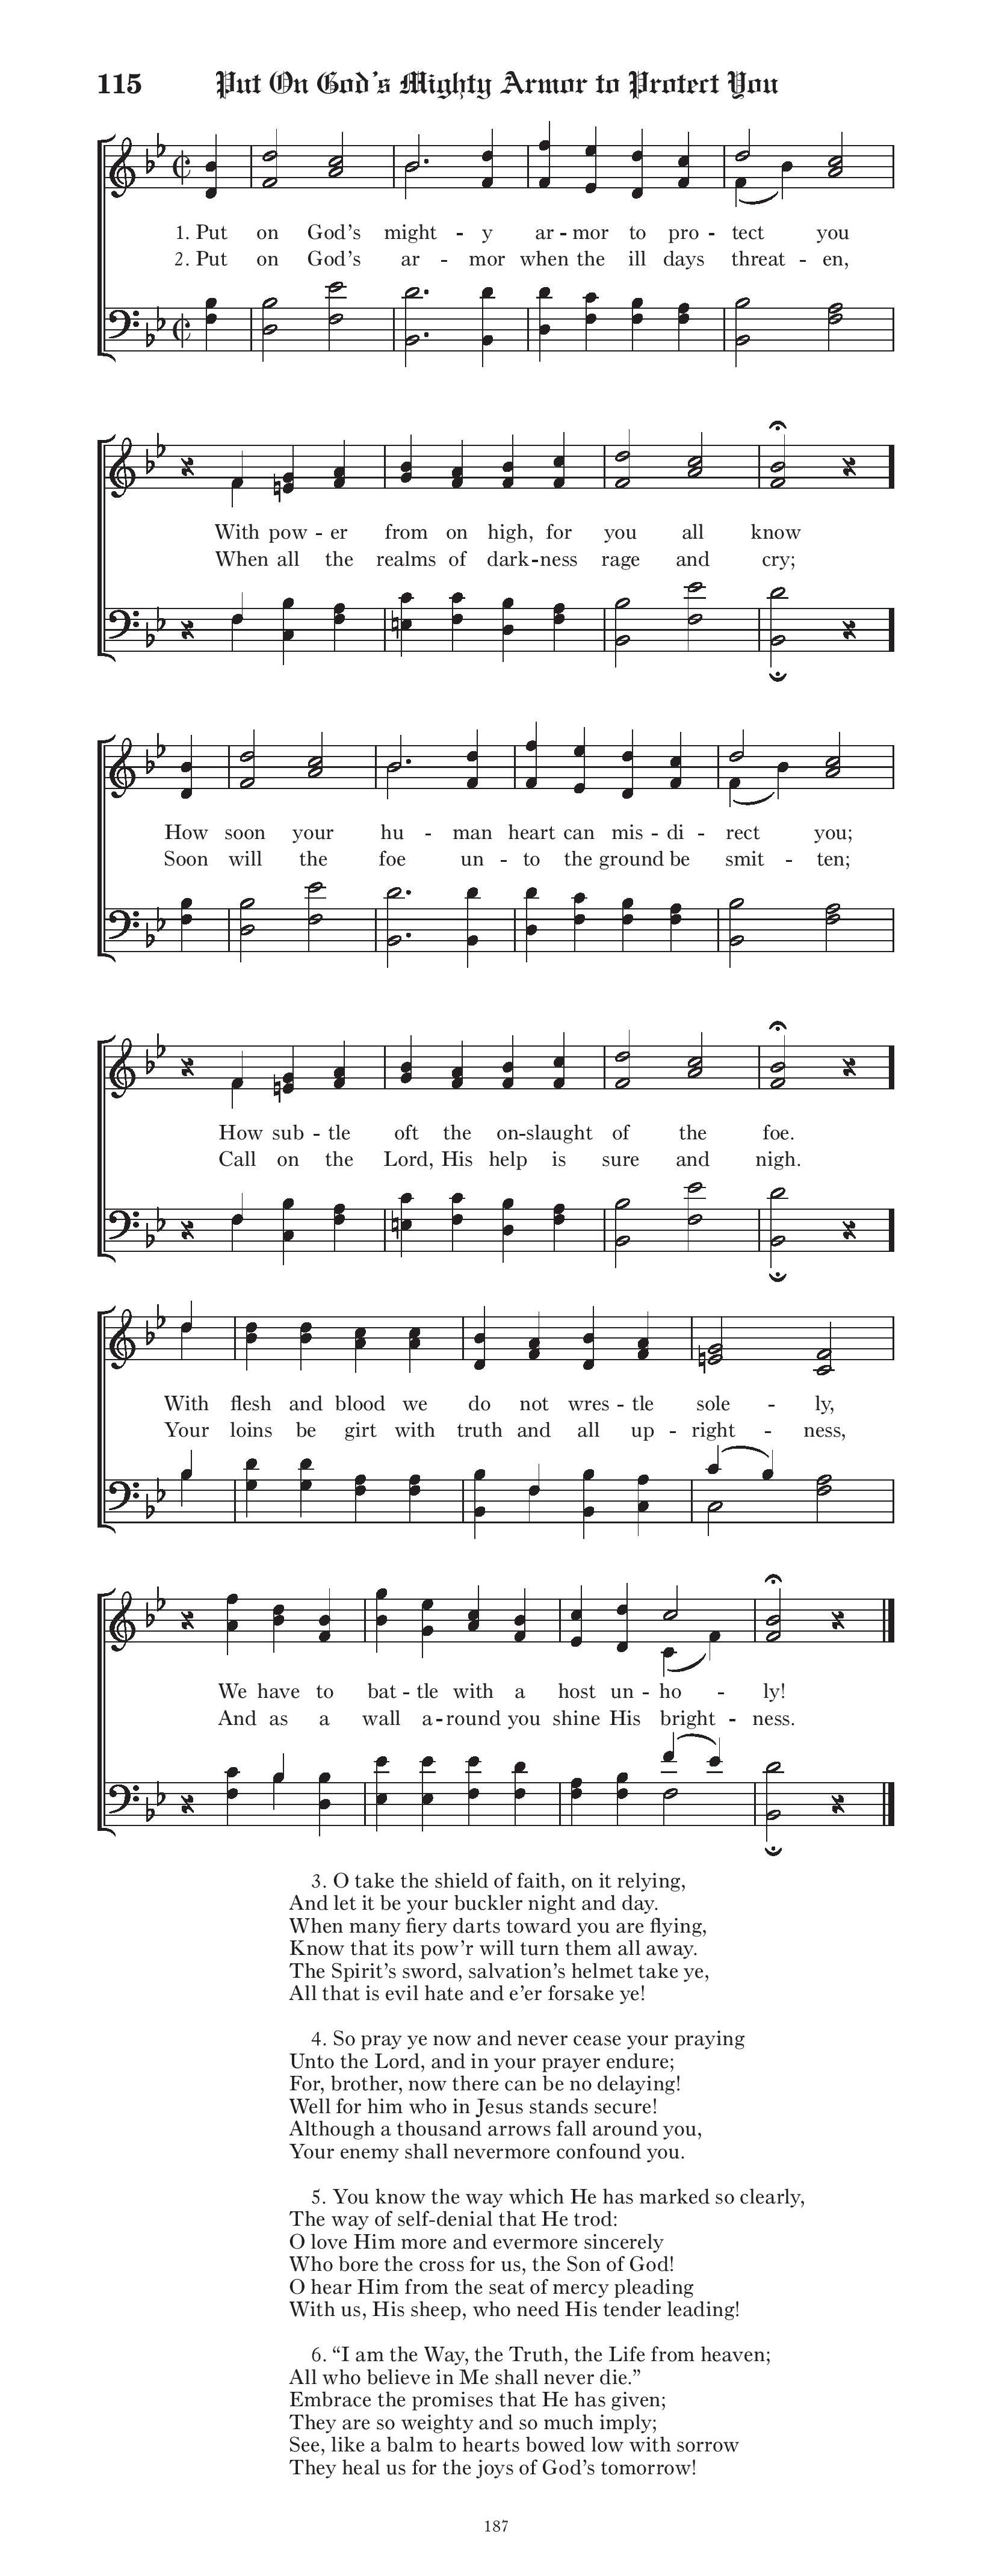 115 Put On God’s Mighty Armor to Protect You
1. Put on God’s might - y ar - mor to pro - tect you
2. Put on God’s ar - mor when the ill days threat - en,
With pow - er from on high, for you all know
When all the realms of dark - ness rage and cry;
How soon your hu - man heart can mis - di - rect you;
Soon will the foe un - to the ground be smit - ten;
How sub - tle oft the on - slaught of the foe.
Call on the Lord, His help is sure and nigh.
With flesh and blood we do not wres - tle sole - ly,
Your loins be girt with truth and all up - right - ness,
We have to bat - tle with a host un - ho - ly!
And as a wall a - round you shine His bright - ness.
3. O take the shield of faith, on it relying,
And let it be your buckler night and day.
When many fiery darts toward you are flying,
Know that its pow’r will turn them all away.
The Spirit’s sword, salvation’s helmet take ye,
All that is evil hate and e’er forsake ye!
4. So pray ye now and never cease your praying
Unto the Lord, and in your prayer endure;
For, brother, now there can be no delaying!
Well for him who in Jesus stands secure!
Although a thousand arrows fall around you,
Your enemy shall nevermore confound you.
5. You know the way which He has marked so clearly,
The way of self-denial that He trod:
O love Him more and evermore sincerely
Who bore the cross for us, the Son of God!
O hear Him from the seat of mercy pleading
With us, His sheep, who need His tender leading!
6. “I am the Way, the Truth, the Life from heaven;
All who believe in Me shall never die.”
Embrace the promises that He has given;
They are so weighty and so much imply;
See, like a balm to hearts bowed low with sorrow
They heal us for the joys of God’s tomorrow!
187